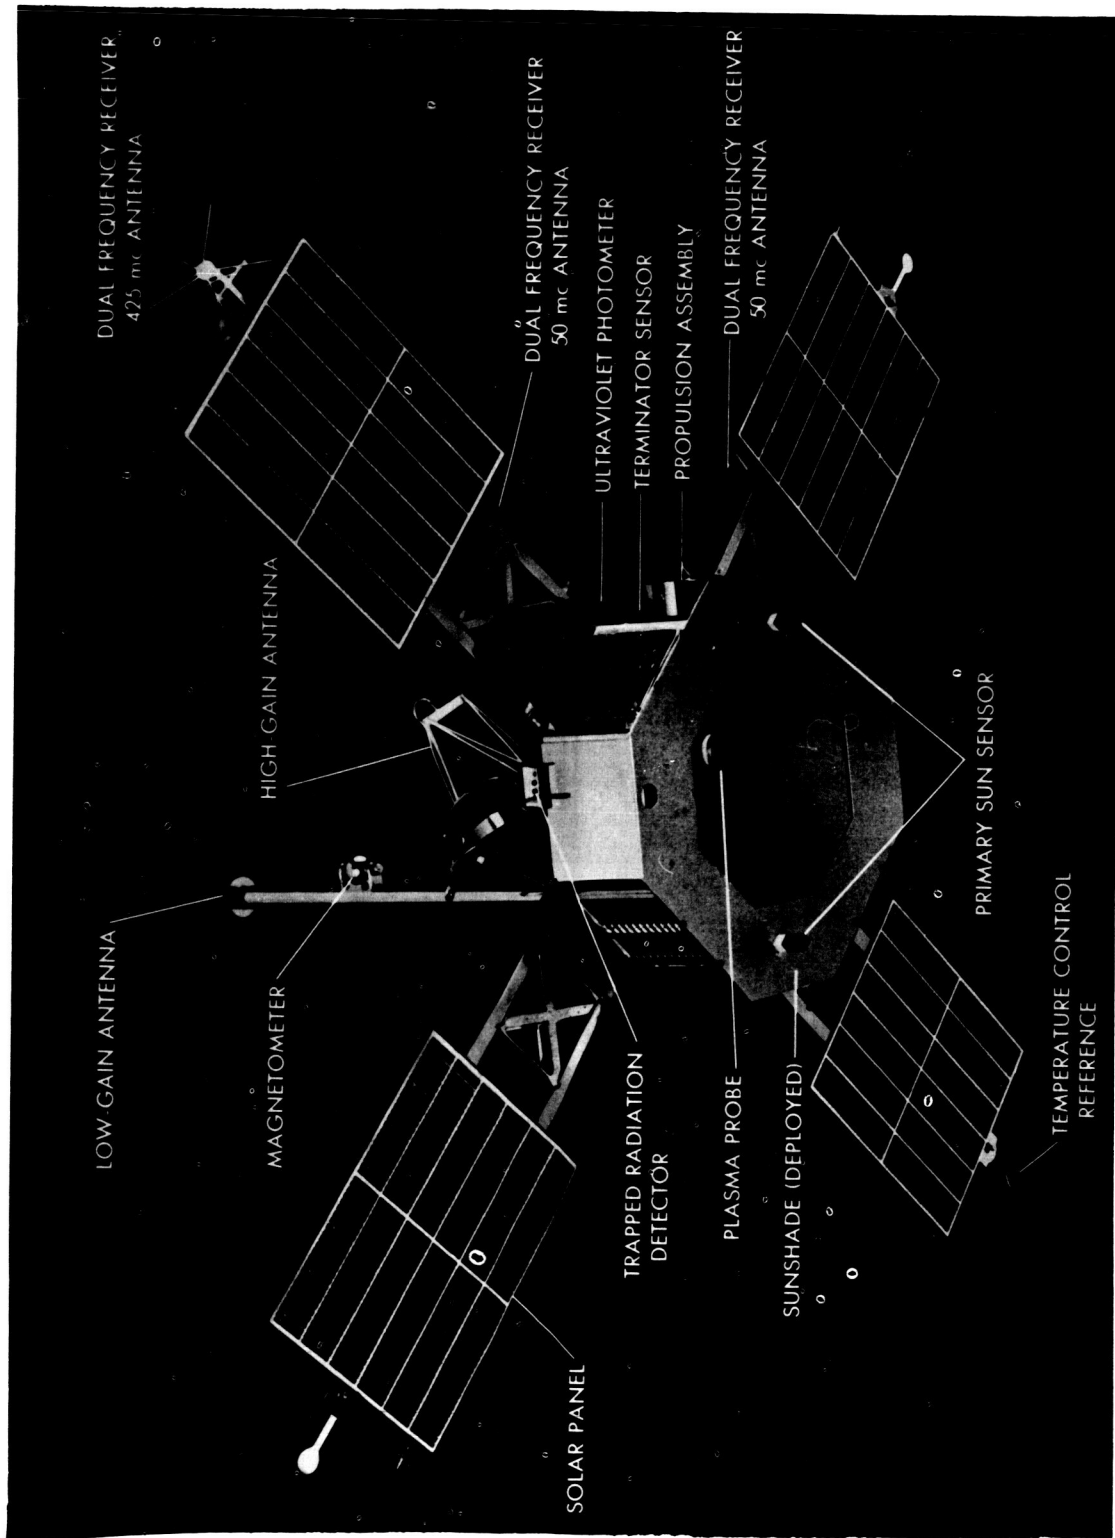 LOW-GAIN ANTENNA
MAGNETOMETER
HIGH GAIN ANTENNA
DUAL FREQUENCY RECEIVER
425 mc ANTENNA
SOLAR PANEL
TRAPPED RADIATION
DETECTOR
DUAL FREQUENCY RECEIVER
50 mc ANTENNA
ULTRAVIOLET PHOTOMETER
TERMINATOR SENSOR
PROPULSION ASSEMBLY
DUAL FREQUENCY RECEIVER
50 mc ANTENNA
PLASMA PROBE
SUNSHADE (DEPLOYED)
PRIMARY SUN SENSOR
TEMPERATURE CONTROL
REFERENCE